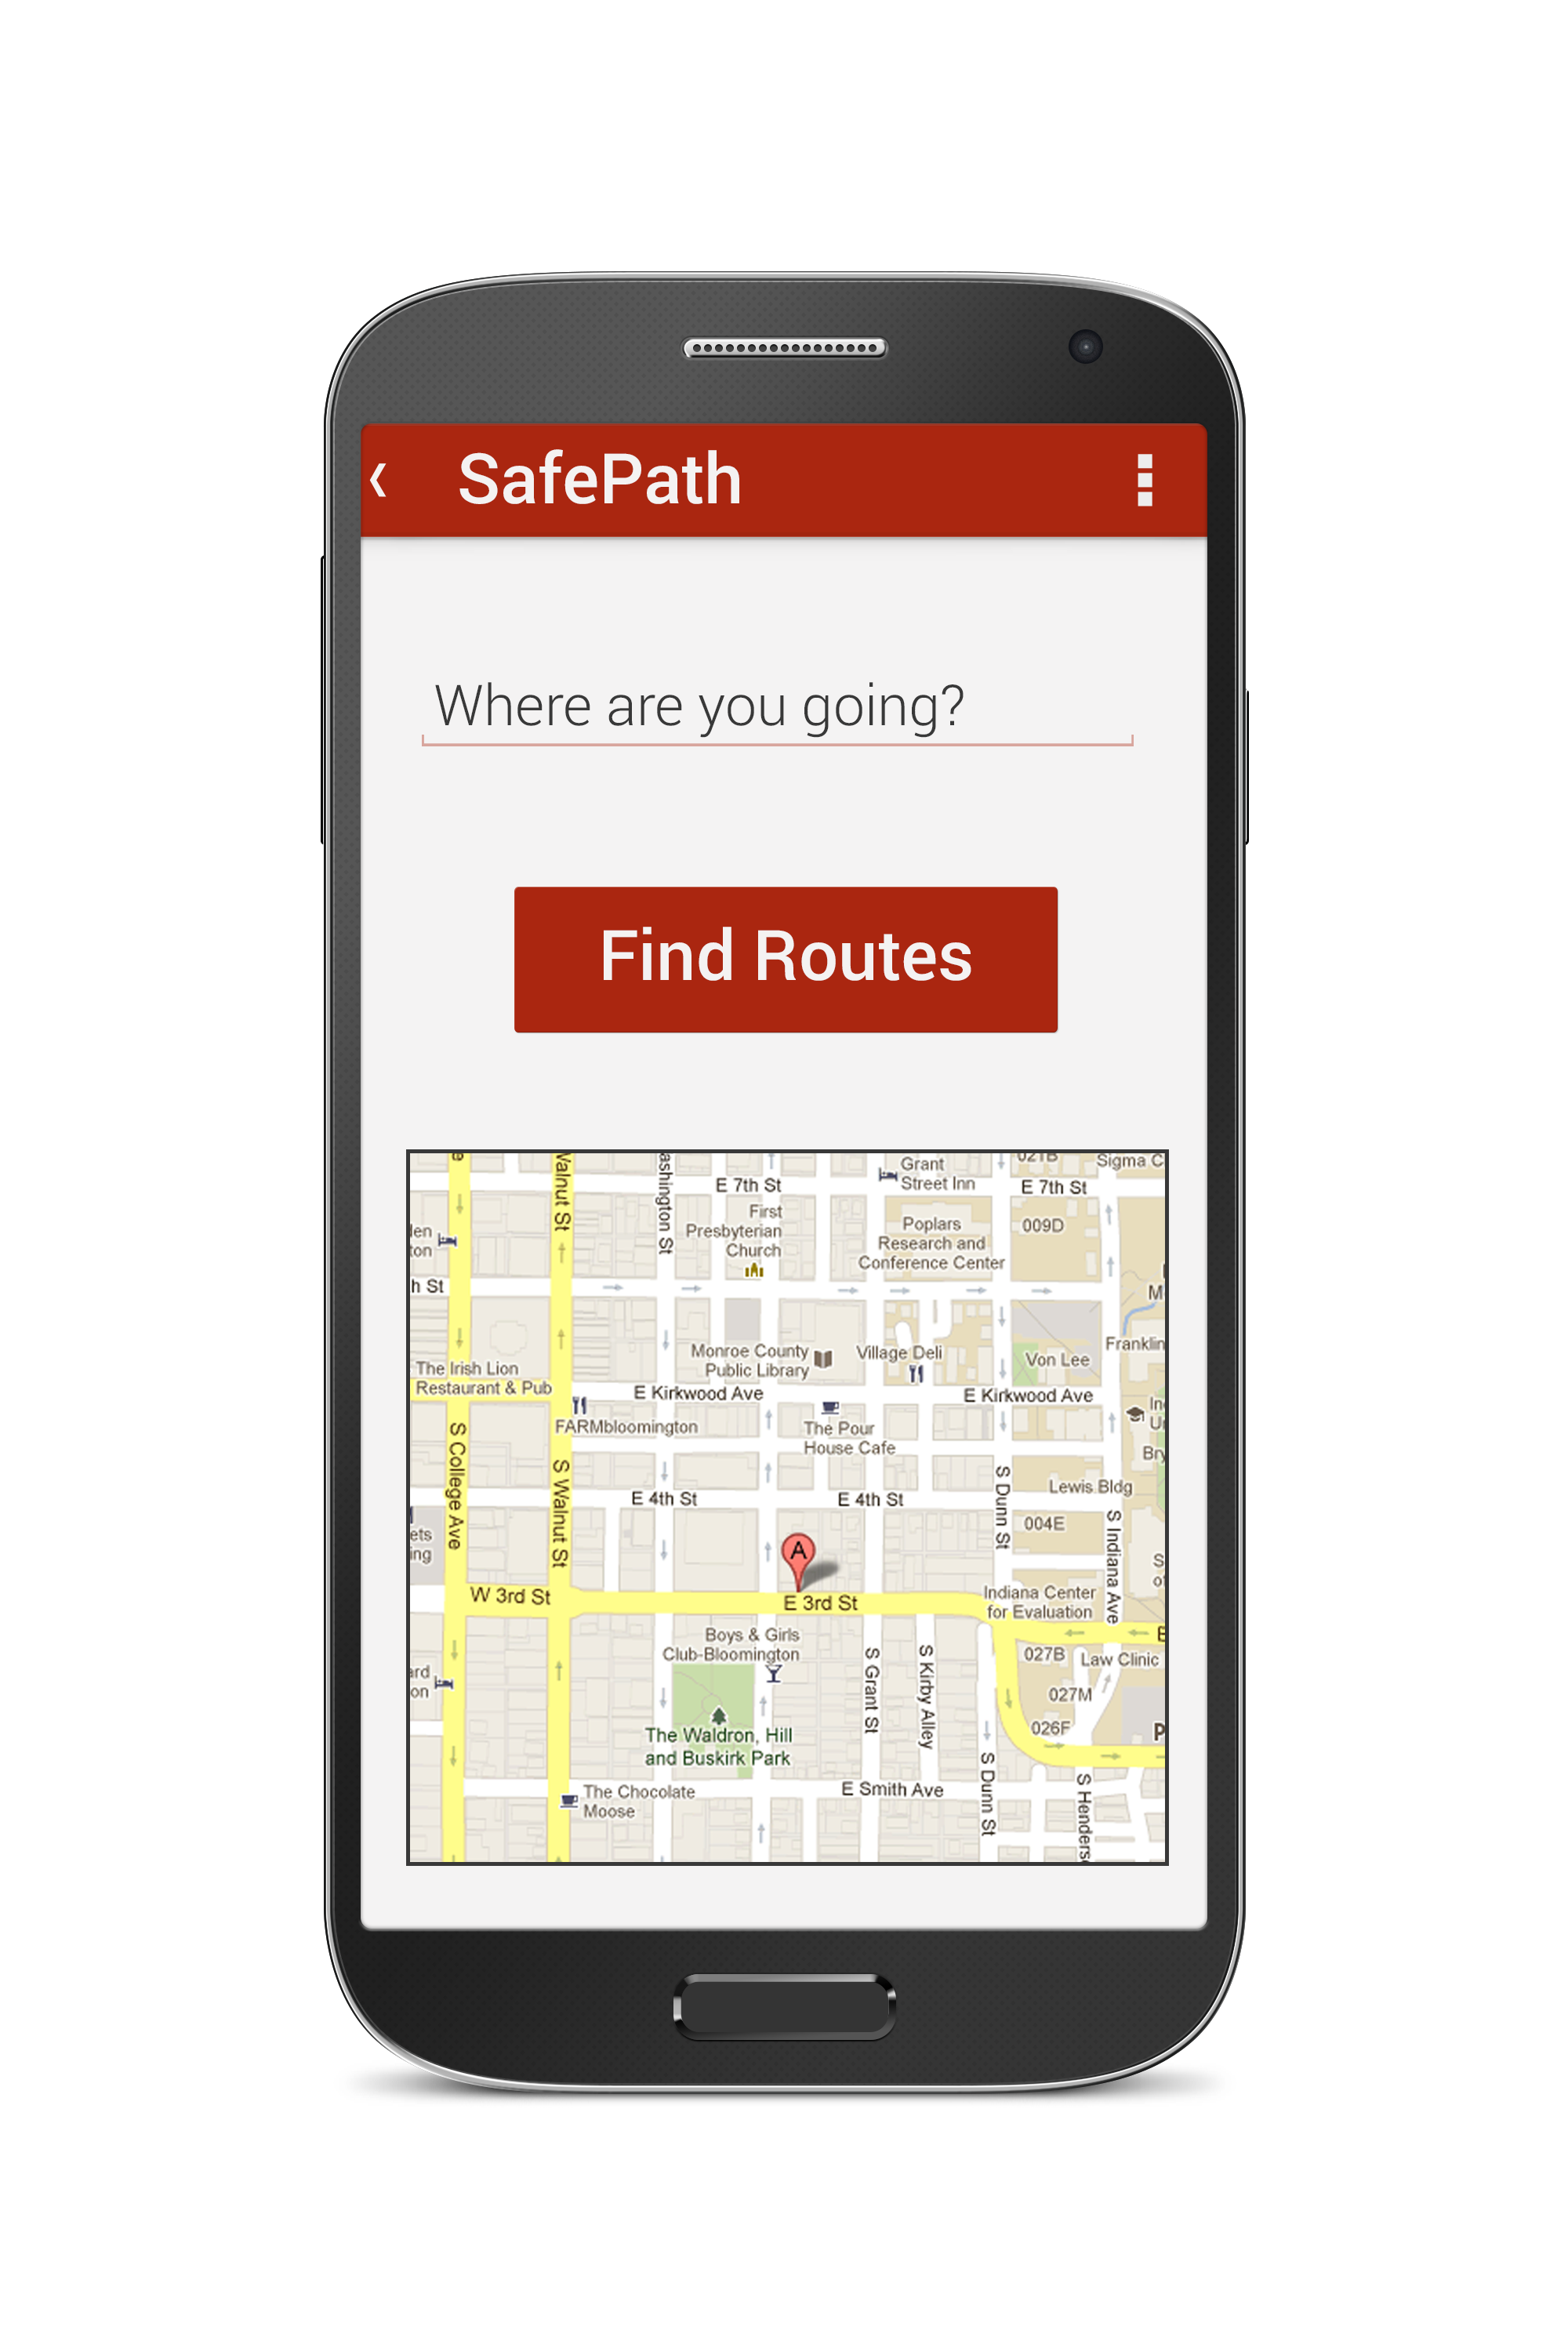 SafePath
Where are you going?
Find Routes
Walnut St
ashington St
E 7th St
Grant
Street Inn
021B
Sigma C
E 7th St
First
Presbyterian
Church
Poplars
Research and
Conference Center
009D
len
ton
h St
M
Franklin
Monroe County
Public Library
Village Deli
Von Lee
The Irish Lion
Restaurant & Pub
E Kirkwood Ave
E Kirkwood Ave
FARMbloomington
The Pour
House Cafe
In
Bry
S College Ave
S Walnut St
E 4th St
E 4th St
S Dunn St
Lewis Bldg
004E
S Indiana Ave
ets
ing
A
W 3rd St
E 3rd St
Indiana Center
for Evaluation
Boys & Girls
Club-Bloomington
S Grant St
S Kirby Alley
027B
Law Clinic
E
ard
on
027M
026F
P
The Waldron, Hill
and Buskirk Park
The Chocolate
Moose
E Smith Ave
S Dunn St
S Henders